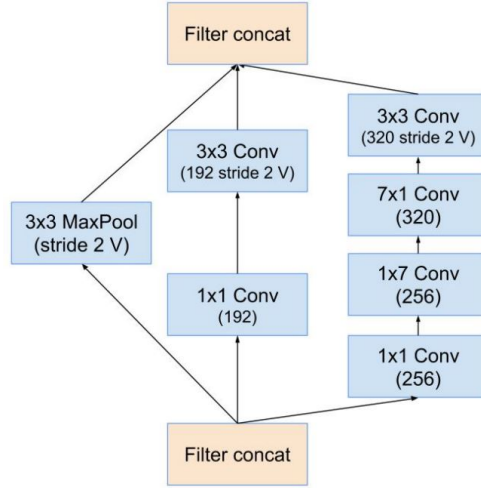 Filter concat
3x3 Conv
(320 stride 2 V)
3x3 Conv
(192 stride 2 V)
7x1 Conv
(320)
3x3 MaxPool
(stride 2 V)
1x7 Conv
(256)
1x1 Conv
(192)
1x1 Conv
(256)
Filter concat